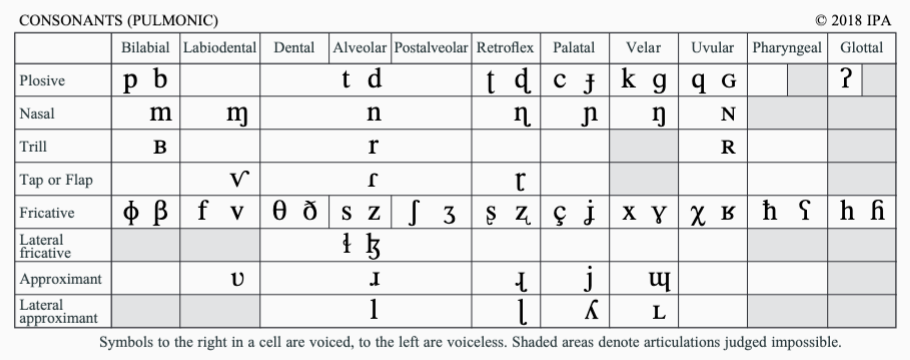 CONSONANTS (PULMONIC) © 2018 IPA
Bilabial Labiodental Dental Alveolar Postalveolar Retroflex Palatal Velar Uvular Pharyngeal Glottal
Plosive p b t d ʈ ɖ c ɟ k ɡ q ɢ ʔ
Nasal m ɱ n ɳ ɲ ŋ ɴ
Trill ʙ r ʀ
Tap or Flap ⱱ ɾ ɽ
Fricative ɸ β f v θ ð s z ʃ ʒ ʂ ʐ ç ʝ x ɣ χ ʁ ħ ʕ h ɦ
Lateral
fricative ɬ ɮ
Approximant ʋ ɹ ɻ j ɰ
Lateral
approximant l ɭ ʎ ʟ
Symbols to the right in a cell are voiced, to the left are voiceless. Shaded areas denote articulations judged impossible.